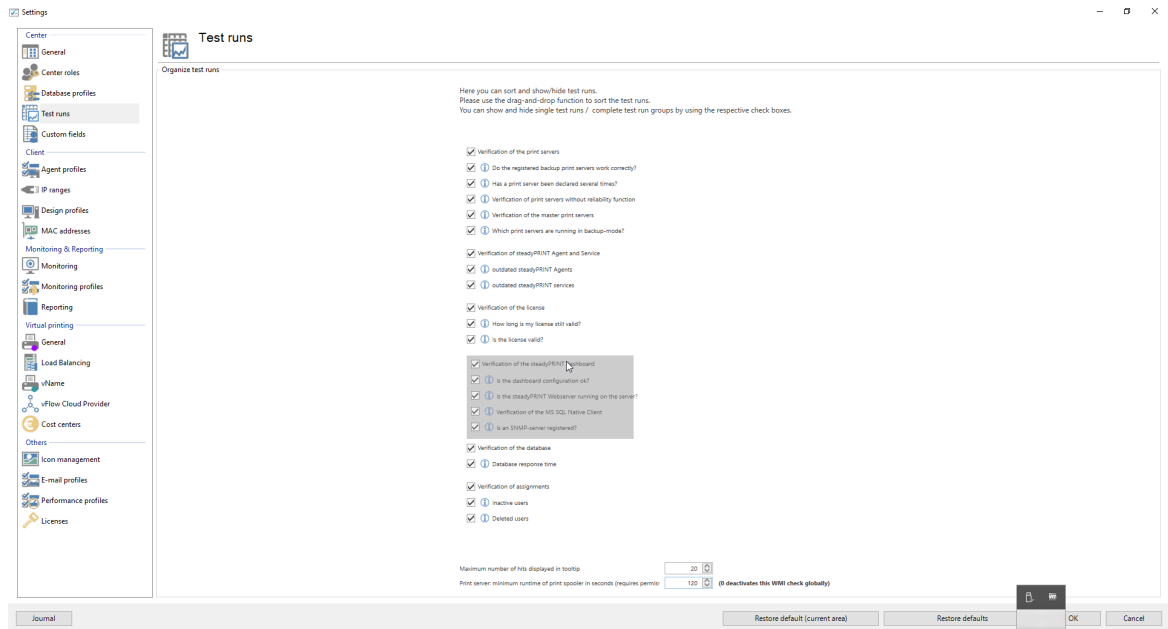 Settings
Center
General
Center roles
Database profiles
Test runs
Custom fields
Client
Agent profiles
IP ranges
Design profiles
MAC addresses
Monitoring & Reporting
Monitoring
Monitoring profiles
Reporting
Virtual printing
General
Load Balancing
vName
vFlow Cloud Provider
Cost centers
Others
Icon management
E-mail profiles
Performance profiles
Licenses
Test runs
Organize test runs
Here you can sort and show/hide test runs.
Please use the drag-and-drop function to sort the test runs.
You can show and hide single test runs / complete test run groups by using the respective check boxes.
Verification of the print servers
Do the registered backup print servers work correctly?
Has a print server been declared several times?
Verification of print servers without reliability function
Verification of the master print servers
Which print servers are running in backup-mode?
Verification of steadyPRINT Agent and Service
outdated steadyPRINT Agents
outdated steadyPRINT services
Verification of the license
How long is my license still valid?
Is the license valid?
Verification of the steadyPRINT Dashboard
Is the dashboard configuration ok?
Is the steadyPRINT Webserver running on the server?
Verification of the MS SQL Native Client
Is an SNMP-server registered?
Verification of the database
Database response time
Verification of assignments
Inactive users
Deleted users
Maximum number of hits displayed in tooltip 20
Print server: minimum runtime of print spooler in seconds (requires permis 120 (0 deactivates this WMI check globally)
Journal Restore default (current area) Restore defaults OK Cancel